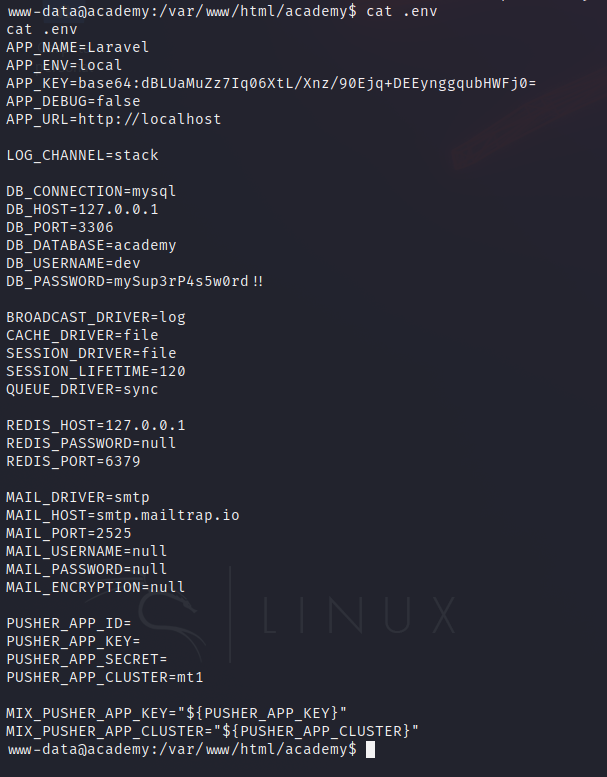 www-data@academy:/var/www/html/academy$ cat .env
cat .env
APP_NAME=Laravel
APP_ENV=local
APP_KEY=base64:dBLUaMuZz7Iq06XtL/Xnz/90Ejq+DEEynggqubHWFj0=
APP_DEBUG=false
APP_URL=http://localhost

LOG_CHANNEL=stack

DB_CONNECTION=mysql
DB_HOST=127.0.0.1
DB_PORT=3306
DB_DATABASE=academy
DB_USERNAME=dev
DB_PASSWORD=mySup3rP4s5w0rd!!

BROADCAST_DRIVER=log
CACHE_DRIVER=file
SESSION_DRIVER=file
SESSION_LIFETIME=120
QUEUE_DRIVER=sync

REDIS_HOST=127.0.0.1
REDIS_PASSWORD=null
REDIS_PORT=6379

MAIL_DRIVER=smtp
MAIL_HOST=smtp.mailtrap.io
MAIL_PORT=2525
MAIL_USERNAME=null
MAIL_PASSWORD=null
MAIL_ENCRYPTION=null

PUSHER_APP_ID=
PUSHER_APP_KEY=
PUSHER_APP_SECRET=
PUSHER_APP_CLUSTER=mt1

MIX_PUSHER_APP_KEY="${PUSHER_APP_KEY}"
MIX_PUSHER_APP_CLUSTER="${PUSHER_APP_CLUSTER}"
www-data@academy:/var/www/html/academy$
LINUX